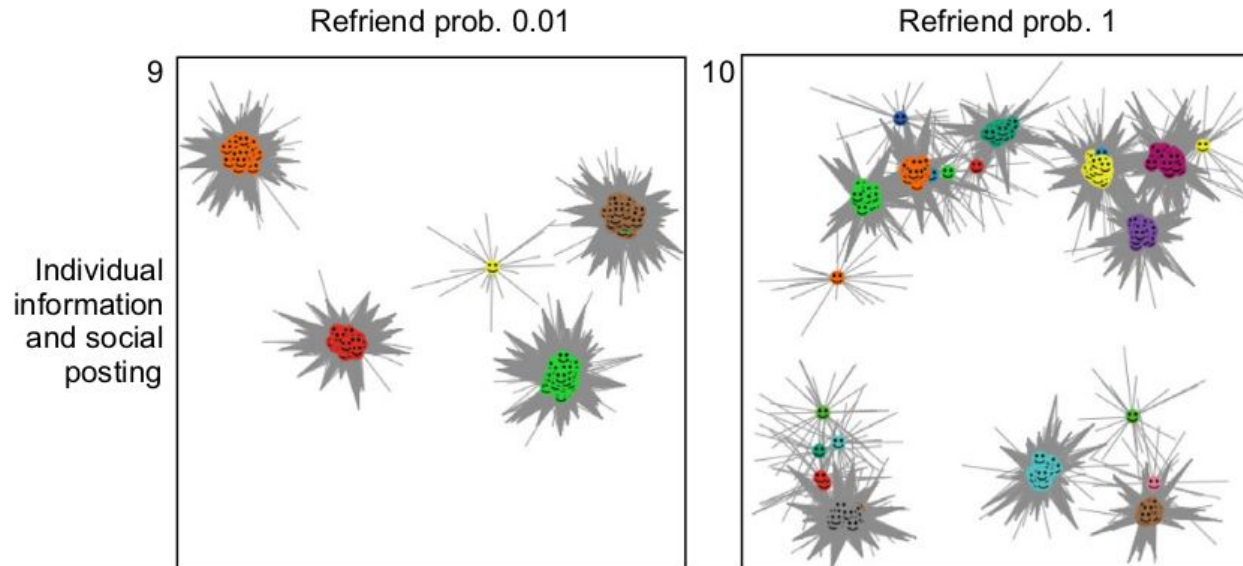 Refriend prob. 0.01
Refriend prob. 1
9
10
Individual
information
and social
posting